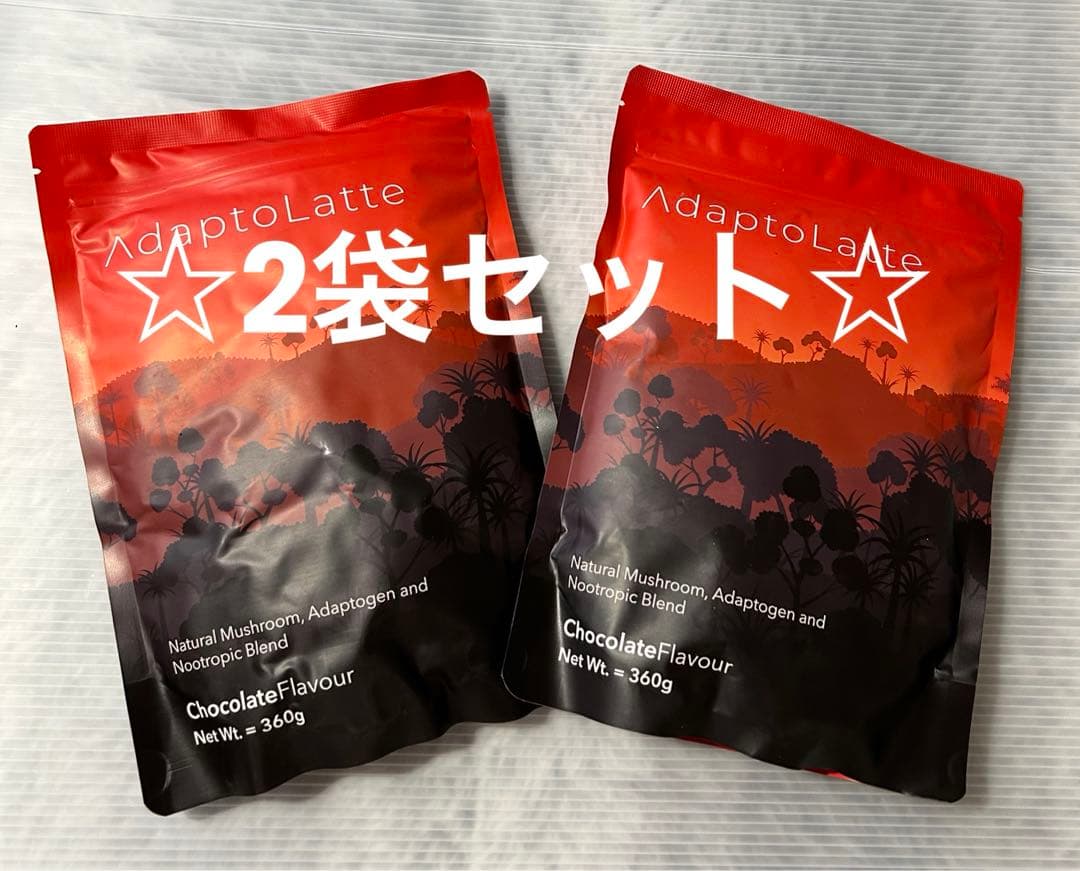 AdaptoLatte
AdaptoLatte
☆2袋セット☆
Natural Mushroom, Adaptogen and
Nootropic Blend
ChocolateFlavour
Net Wt. = 360g
Natural Mushroom, Adaptogen and
Nootropic Blend
ChocolateFlavour
Net Wt. = 360g